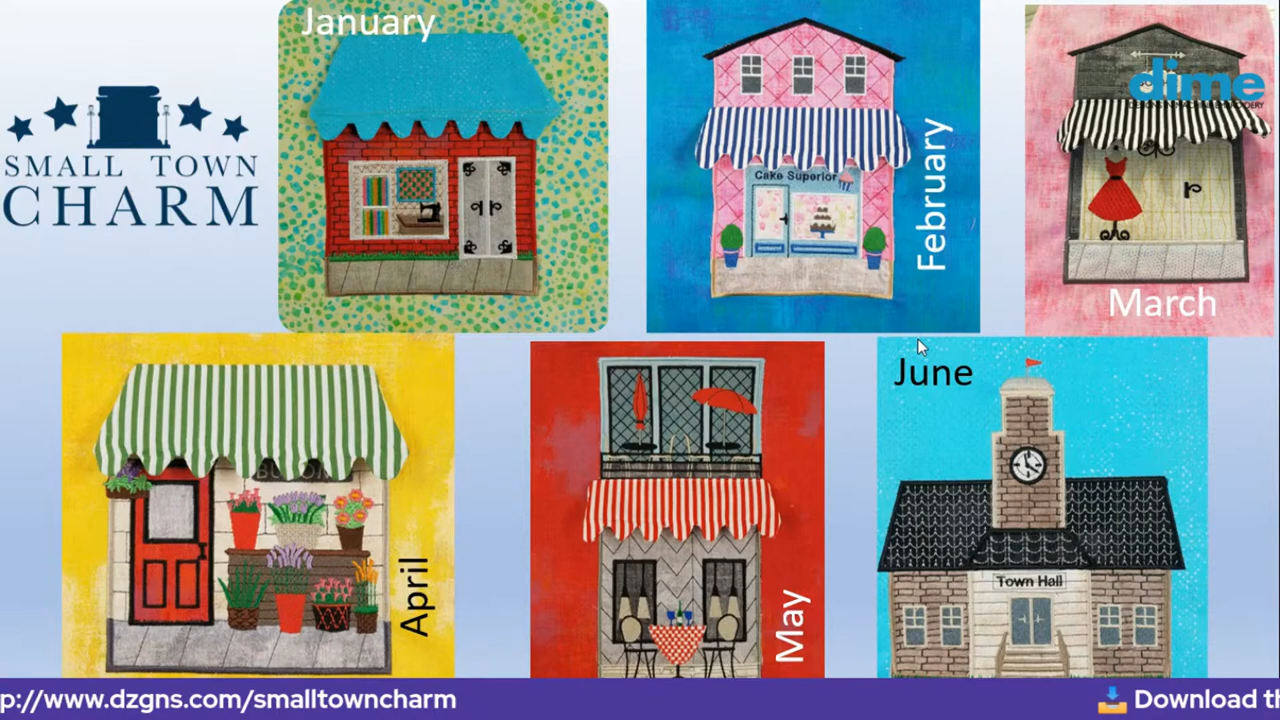 SMALL TOWN
CHARM
January
Cake Superior
February
dime
March
April
May
June
Town Hall
p://www.dzgns.com/smalltowncharm
Download th